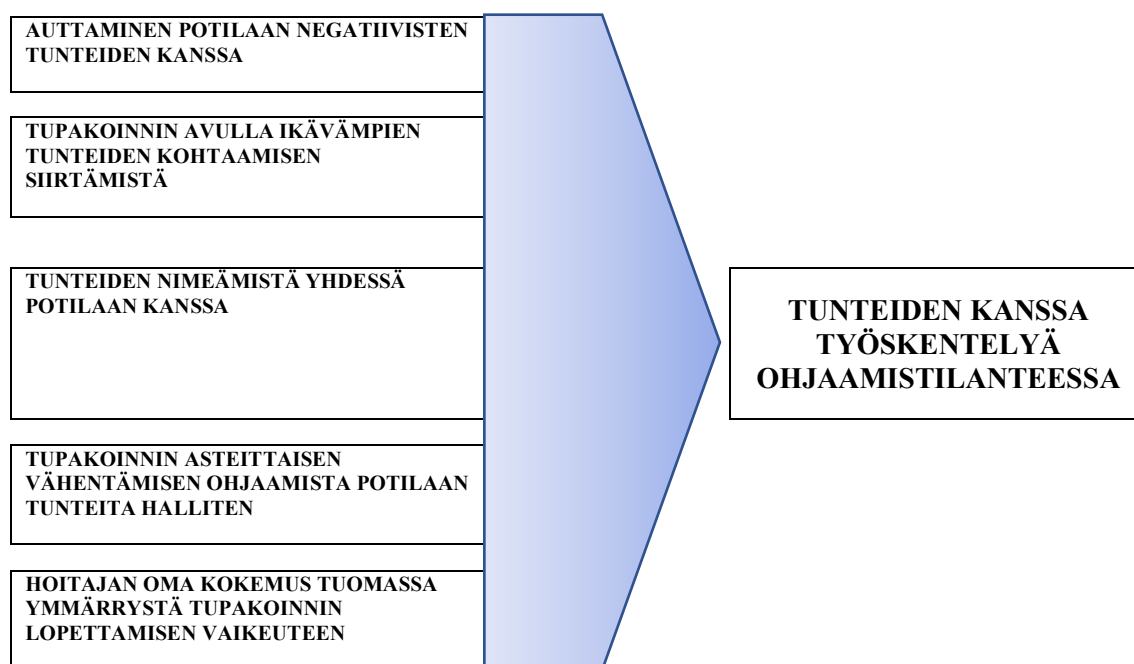 AUTTAMINEN POTILAAN NEGATIIVISTEN
TUNTEIDEN KANSSA
TUPAKOINNIN AVULLA IKÄVÄMPIEN
TUNTEIDEN KOHTAAMISEN
SIIRTÄMISTÄ
TUNTEIDEN NIMEÄMISTÄ YHDESSÄ
POTILAAN KANSSA
TUPAKOINNIN ASTEITTAISEN
VÄHENTÄMISEN OHJAAMISTA POTILAAN
TUNTEITA HALLITEN
HOITAJAN OMA KOKEMUS TUOMASSA
YMMÄRRYSTÄ TUPAKOINNIN
LOPETTAMISEN VAIKEUTEEN
TUNTEIDEN KANSSA
TYÖSKENTELYÄ
OHJAAMISTILANTEESSA